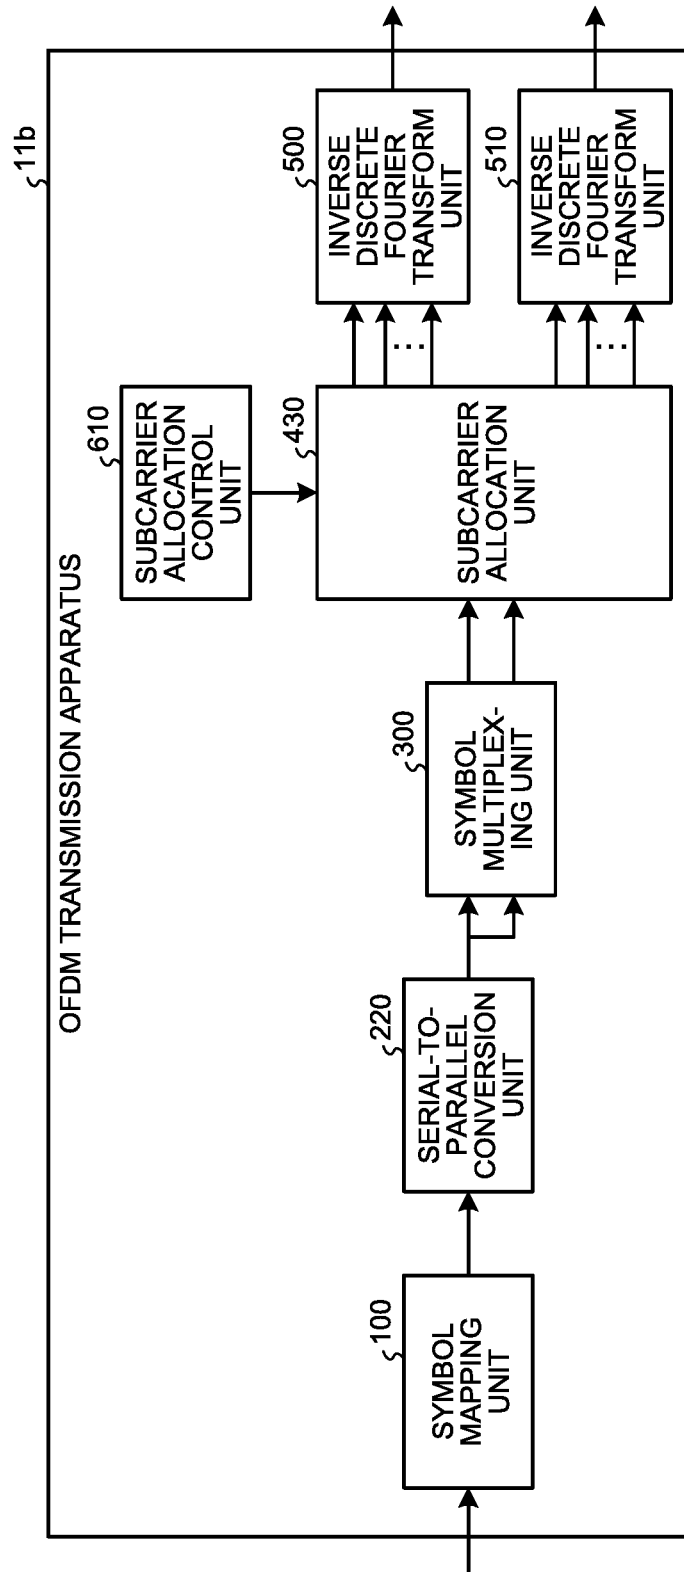 11b
OFDM TRANSMISSION APPARATUS
100
SYMBOL
MAPPING
UNIT
220
SERIAL-TO-
PARALLEL
CONVERSION
UNIT
300
SYMBOL
MULTIPLEX-
ING UNIT
610
SUBCARRIER
ALLOCATION
CONTROL
UNIT
430
SUBCARRIER
ALLOCATION
UNIT
...
...
500
INVERSE
DISCRETE
FOURIER
TRANSFORM
UNIT
510
INVERSE
DISCRETE
FOURIER
TRANSFORM
UNIT